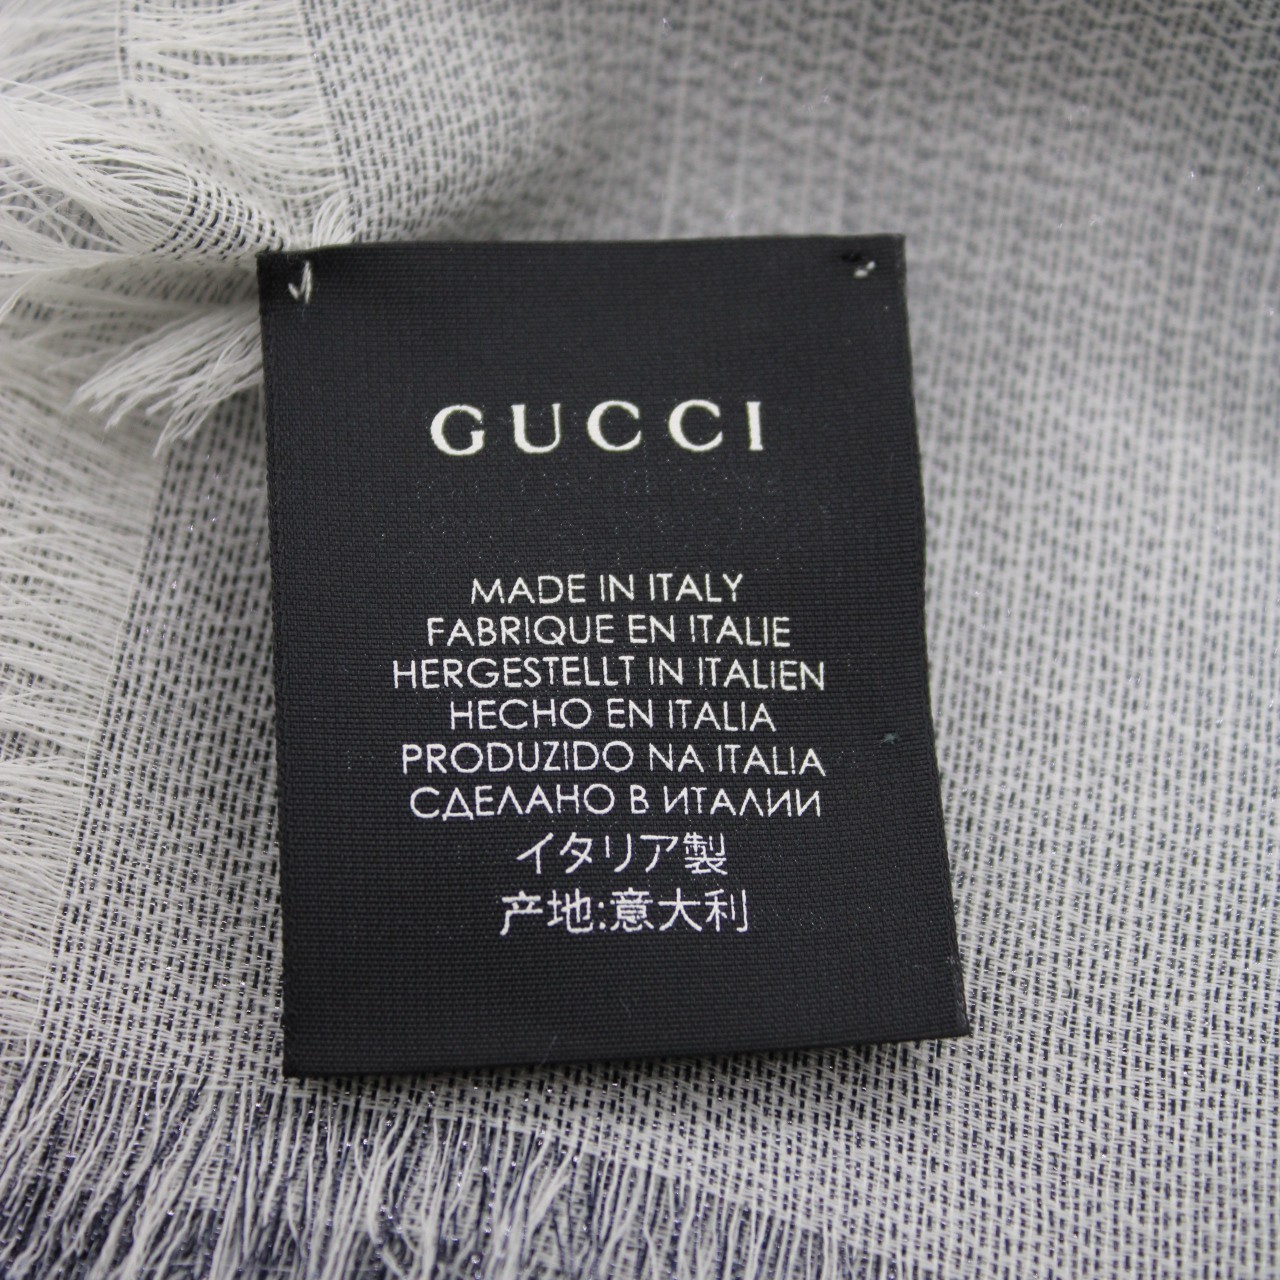 GUCCI
MADE IN ITALY
FABRIQUE EN ITALIE
HERGESTELLT IN ITALIEN
HECHO EN ITALIA
PRODUZIDO NA ITALIA
СДЕЛАНО В ИТАЛИИ
イタリア製
产地:意大利